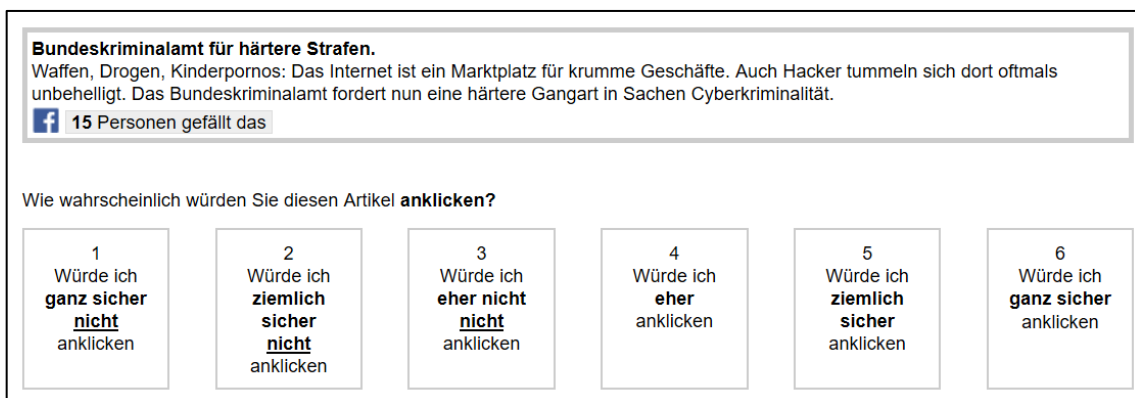 Bundeskriminalamt für härtere Strafen.
Waffen, Drogen, Kinderpornos: Das Internet ist ein Marktplatz für krumme Geschäfte. Auch Hacker tummeln sich dort oftmals
unbehelligt. Das Bundeskriminalamt fordert nun eine härtere Gangart in Sachen Cyberkriminalität.
f 15 Personen gefällt das
Wie wahrscheinlich würden Sie diesen Artikel anklicken?
1
Würde ich
ganz sicher
nicht
anklicken
2
Würde ich
ziemlich
sicher
nicht
anklicken
3
Würde ich
eher nicht
nicht
anklicken
4
Würde ich
eher
anklicken
5
Würde ich
ziemlich
sicher
anklicken
6
Würde ich
ganz sicher
anklicken